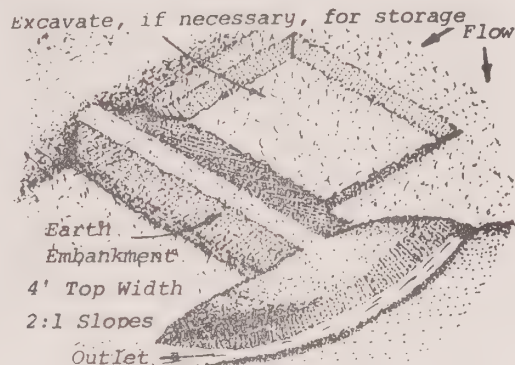 Excavate, if necessary, for storage
Flow
Earth
Embankment
4' Top Width
2:1 Slopes
Outlet